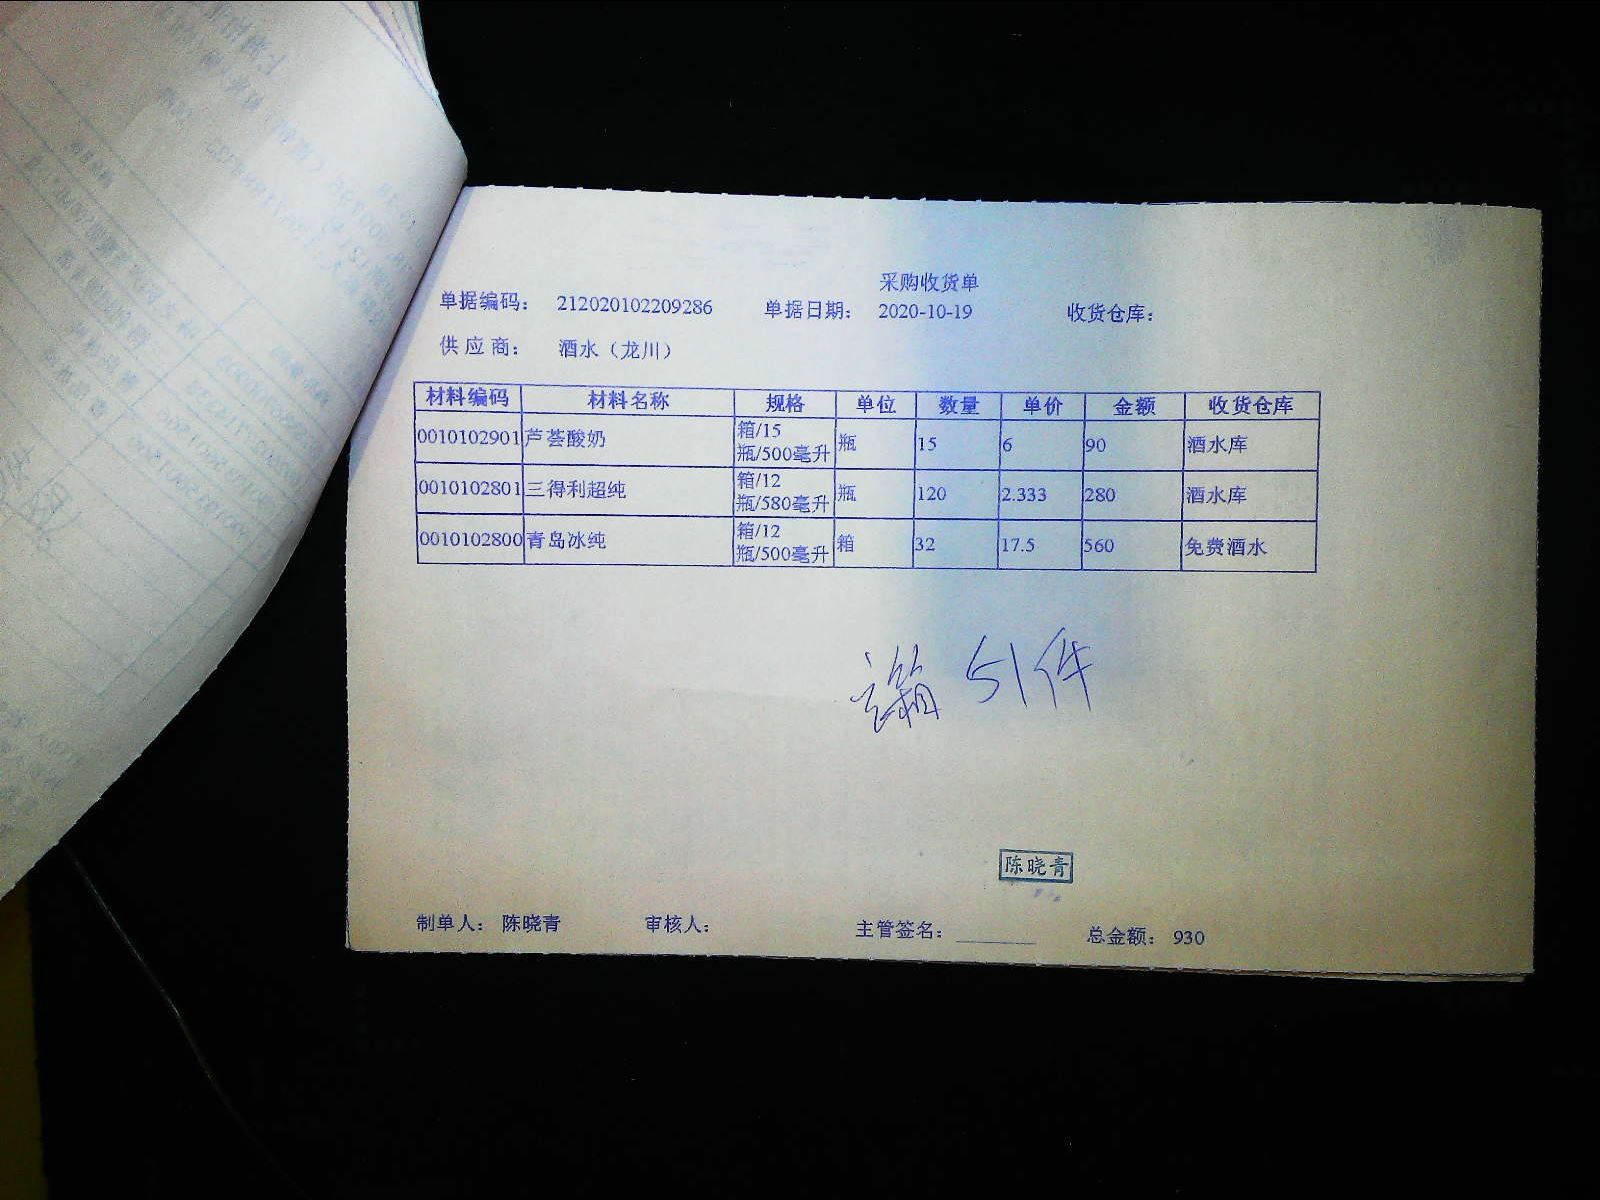 采购收货单
单据编码： 212020102209286 单据日期： 2020-10-19 收货仓库：
供应商： 酒水（龙川）
材料编码 材料名称 规格 单位 数量 单价 金额 收货仓库
0010102901 芦荟酸奶 箱/15瓶/500毫升 瓶 15 6 90 酒水库
0010102801 三得利超纯 箱/12瓶/580毫升 瓶 120 2.333 280 酒水库
0010102800 青岛冰纯 箱/12瓶/500毫升 箱 32 17.5 560 免费酒水
箱 51件
陈晓青
制单人： 陈晓青 审核人： 主管签名： 总金额： 930